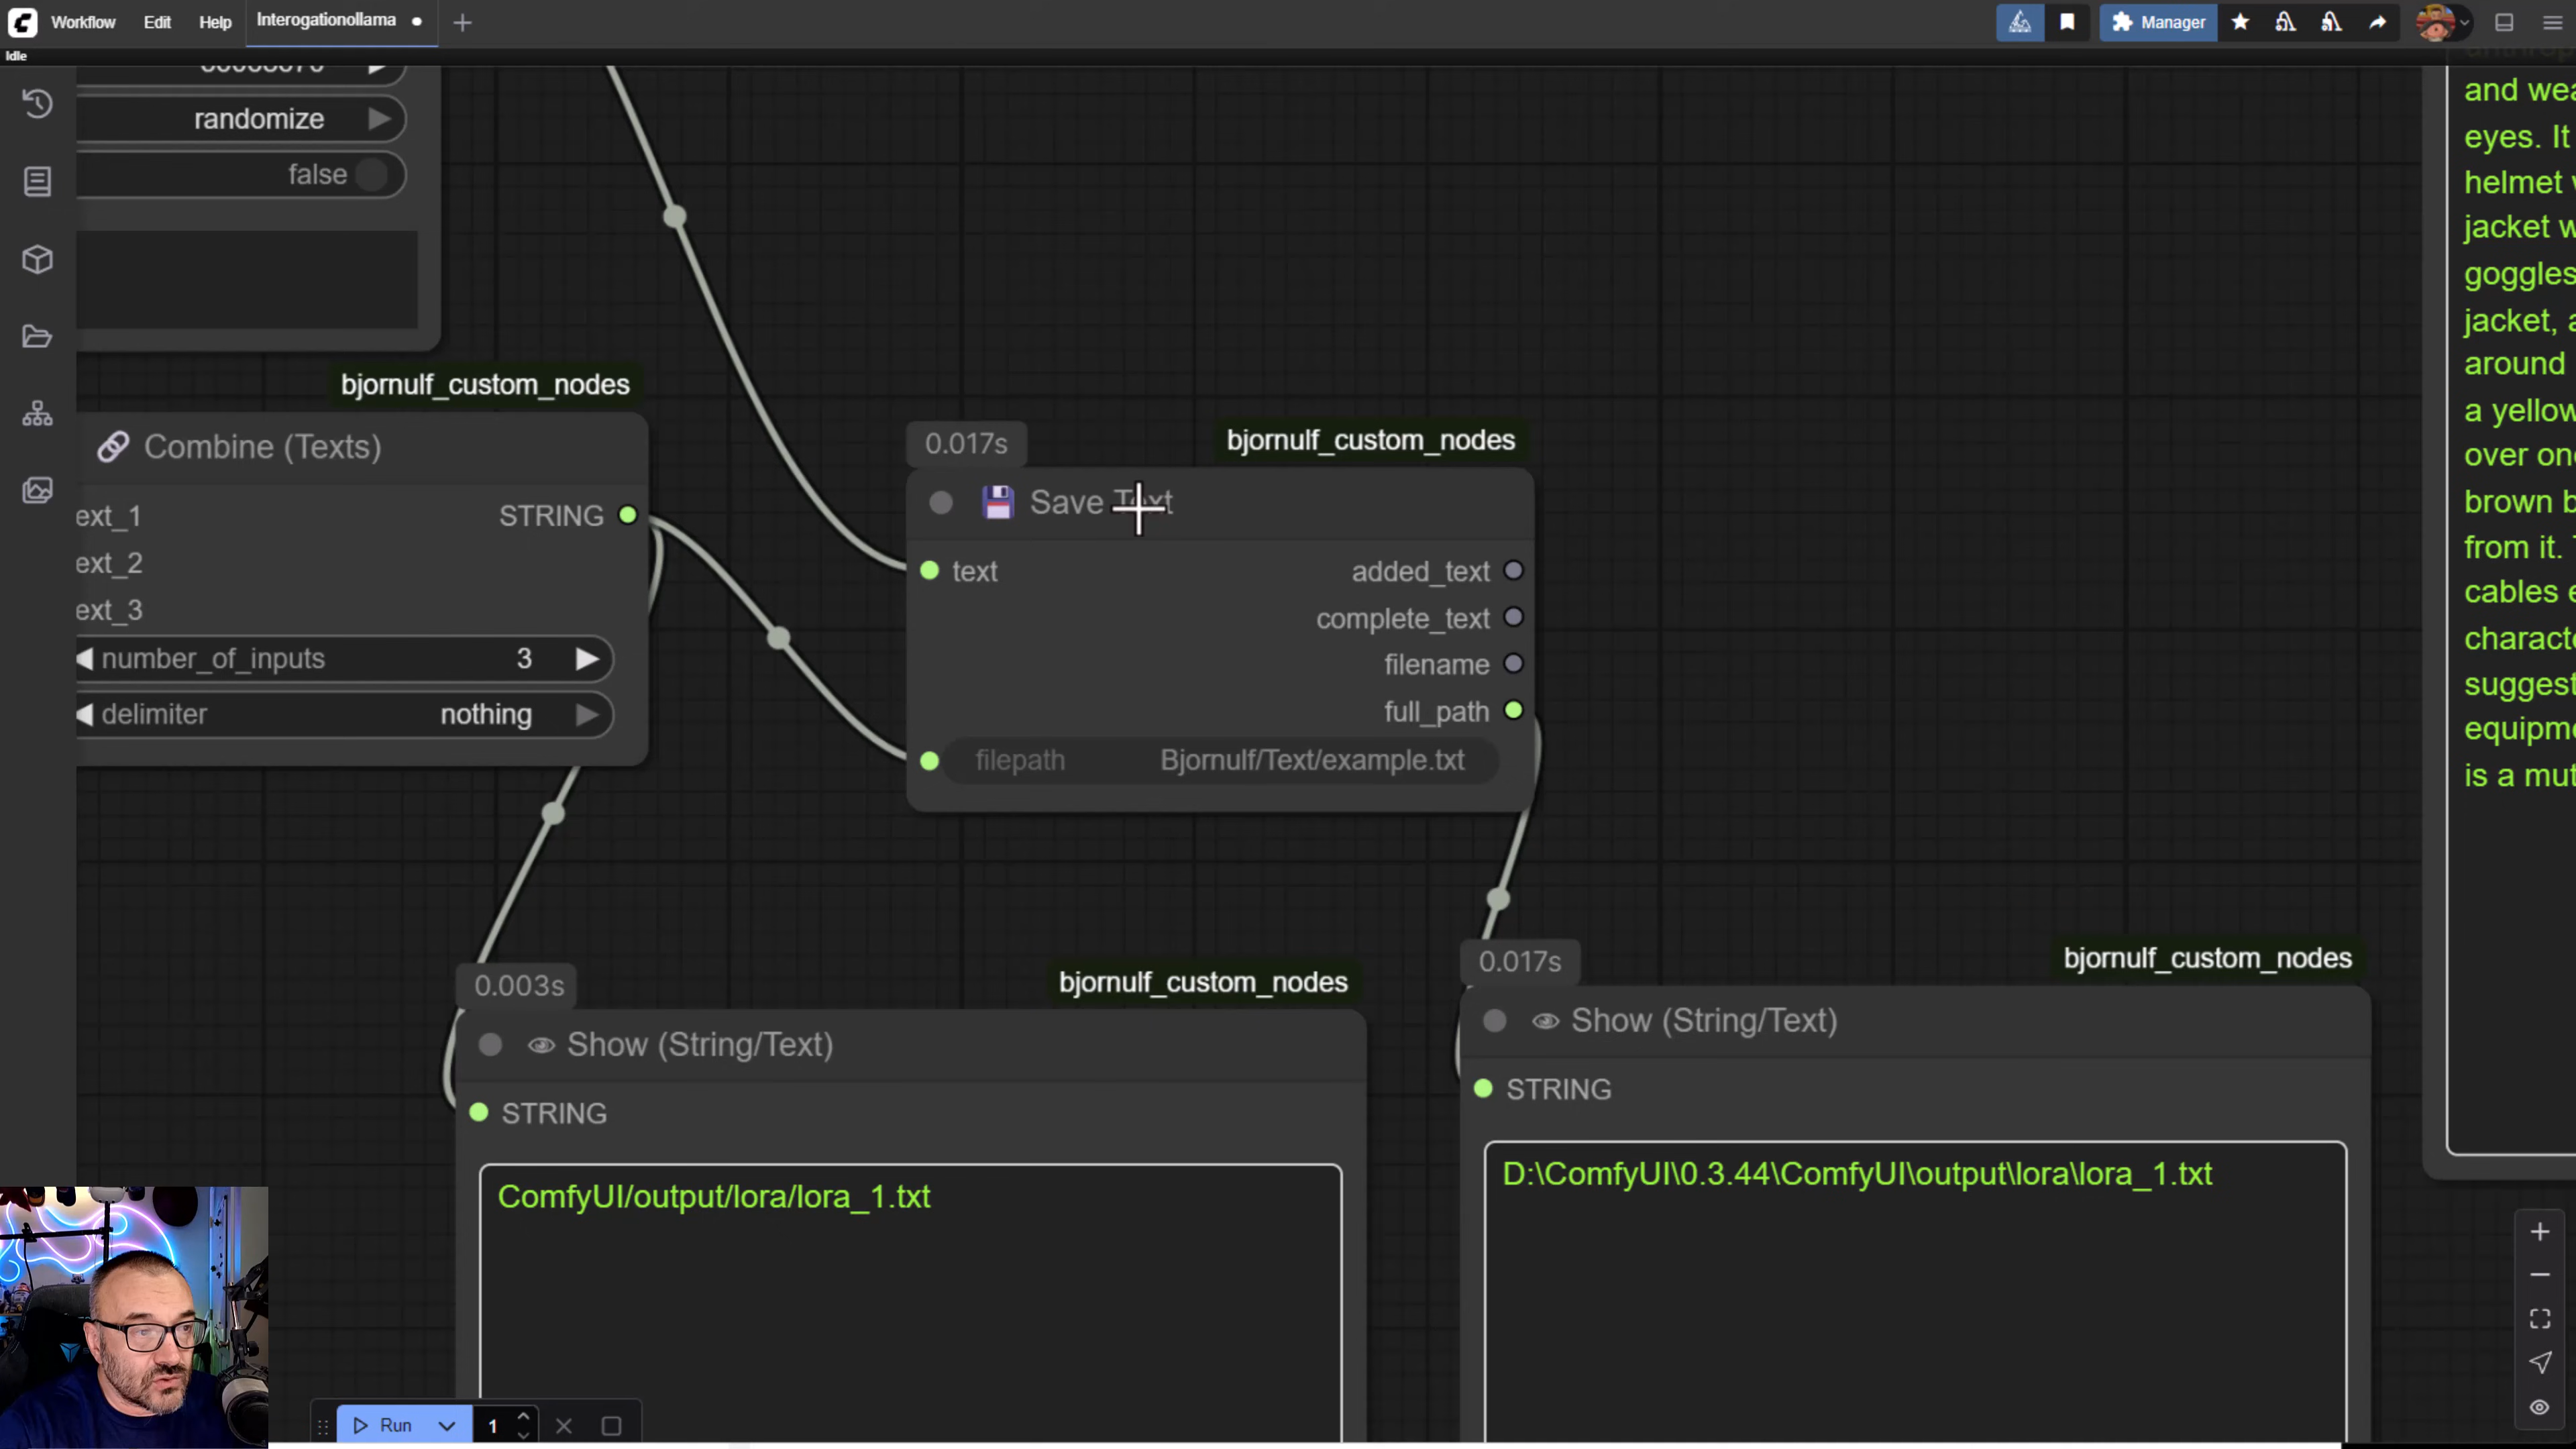 Workflow Edit Help Interogationollama
Manager
Idle
randomize
false
bjornulf_custom_nodes
Combine (Texts)
ext_1 STRING
ext_2
ext_3
number_of_inputs 3
delimiter nothing
0.017s bjornulf_custom_nodes
Save Text
text added_text
complete_text
filename
full_path
filepath Bjornulf/Text/example.txt
0.003s bjornulf_custom_nodes
Show (String/Text)
STRING
ComfyUI/output/lora/lora_1.txt
0.017s bjornulf_custom_nodes
Show (String/Text)
STRING
D:\ComfyUI\0.3.44\ComfyUI\output\lora\lora_1.txt
and wea
eyes. It
helmet w
jacket w
goggles
jacket, a
around
a yellow
over on
brown b
from it.
cables e
characte
suggest
equipme
is a mut
Run 1